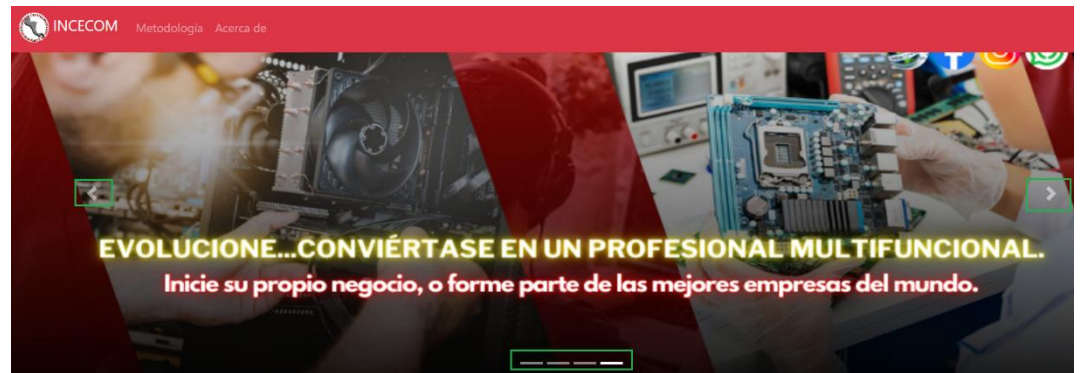 INCECOM Metodología Acerca de
EVOLUCIONE...CONVIÉRTASE EN UN PROFESIONAL MULTIFUNCIONAL.
Inicie su propio negocio, o forme parte de las mejores empresas del mundo.